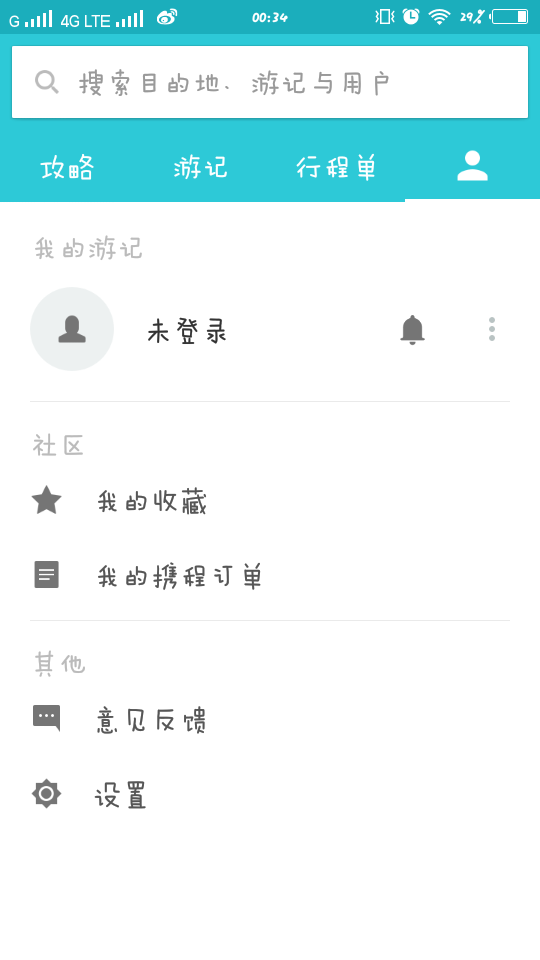 G 4G LTE 00:34 29%
搜索目的地、游记与用户
攻略 游记 行程单
我的游记
未登录
社区
我的收藏
我的携程订单
其他
意见反馈
设置